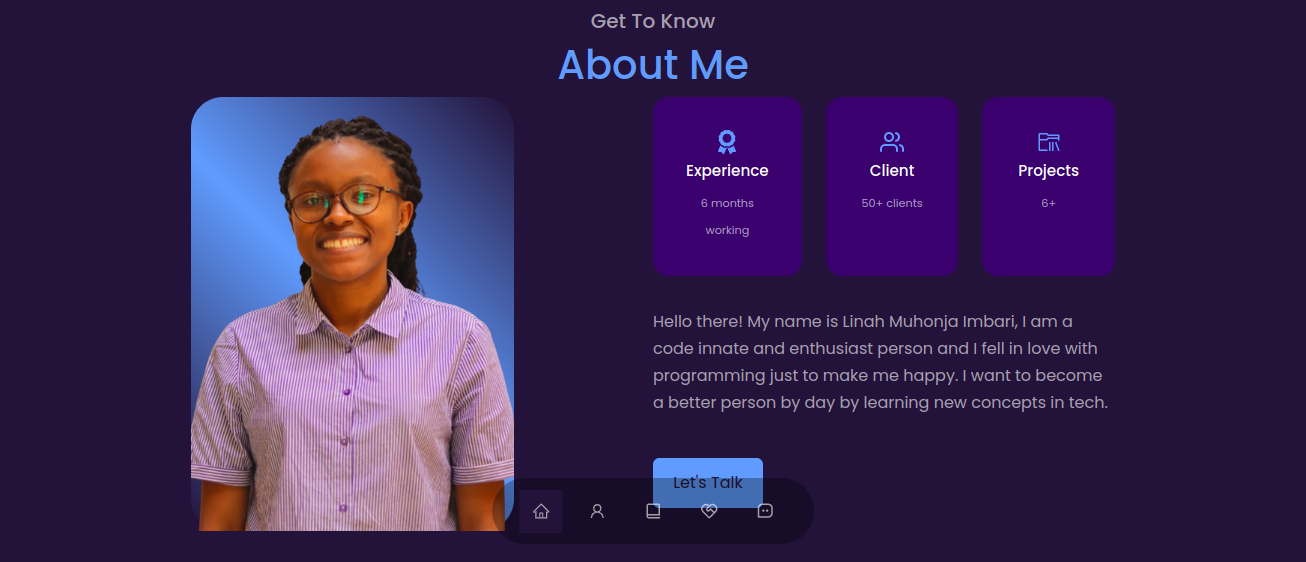 Get To Know
About Me
Experience
6 months
working
Client
50+ clients
Projects
6+
Hello there! My name is Linah Muhonja Imbari, I am a
code innate and enthusiast person and I fell in love with
programming just to make me happy. I want to become
a better person by day by learning new concepts in tech.
Let's Talk